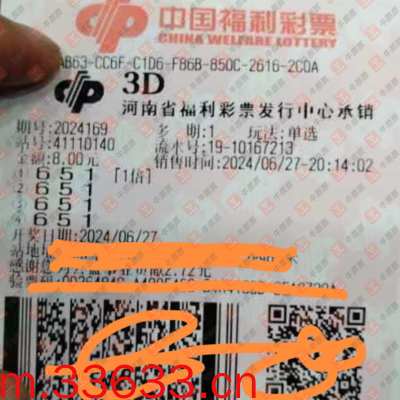 中国福利彩票
CHINA WELFARE LOTTERY
AB63-CC6F-C1D6-F86B-850C-2616-2C0A
3D
河南省福利彩票发行中心承销
期号:2024169 多期:1 玩法:单选
站号:41110140 流水号:19-10167213
金额:8.00元 销售时间:2024/06/27-20:14:02
① 6 5 1 [1倍]
② 6 5 1
③ 6 5 1
④ 6 5 1
开奖日期:2024/06/27
2.72元
m.33633.cn